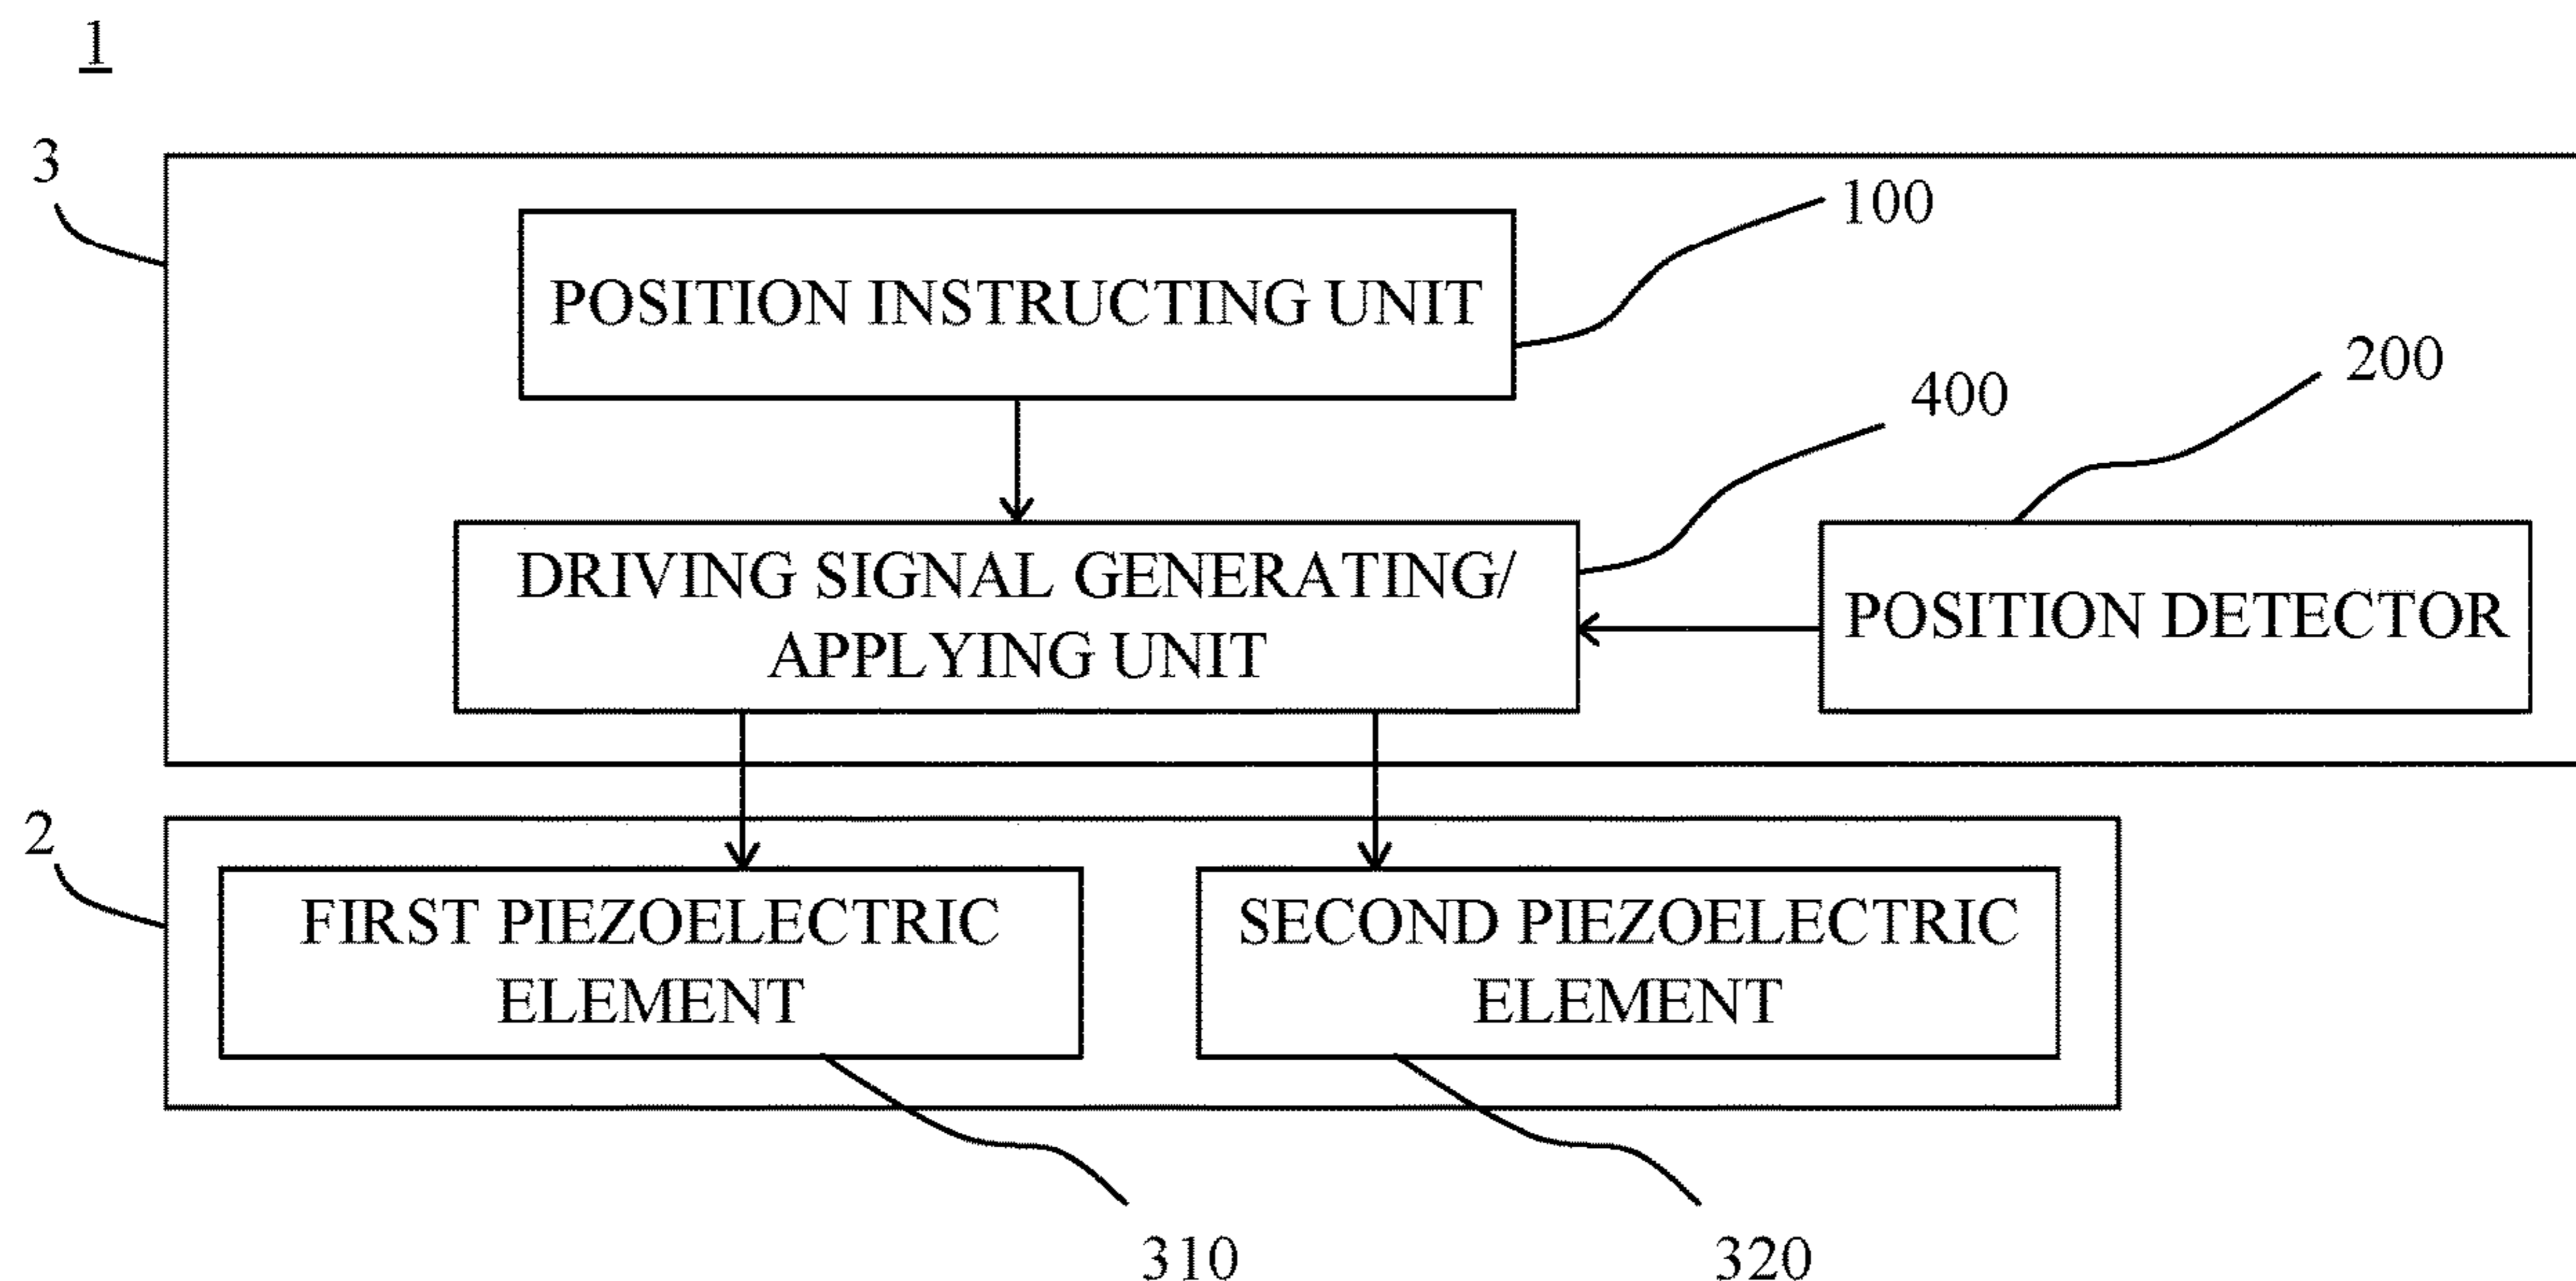 1
3
100
POSITION INSTRUCTING UNIT
200
400
DRIVING SIGNAL GENERATING/
APPLYING UNIT
POSITION DETECTOR
2
FIRST PIEZOELECTRIC
ELEMENT
SECOND PIEZOELECTRIC
ELEMENT
310
320